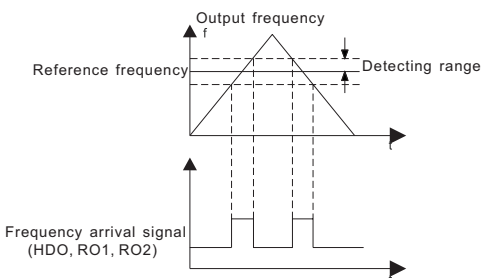 Output frequency
f
Reference frequency
Detecting range
t
Frequency arrival signal
(HDO, RO1, RO2)
t